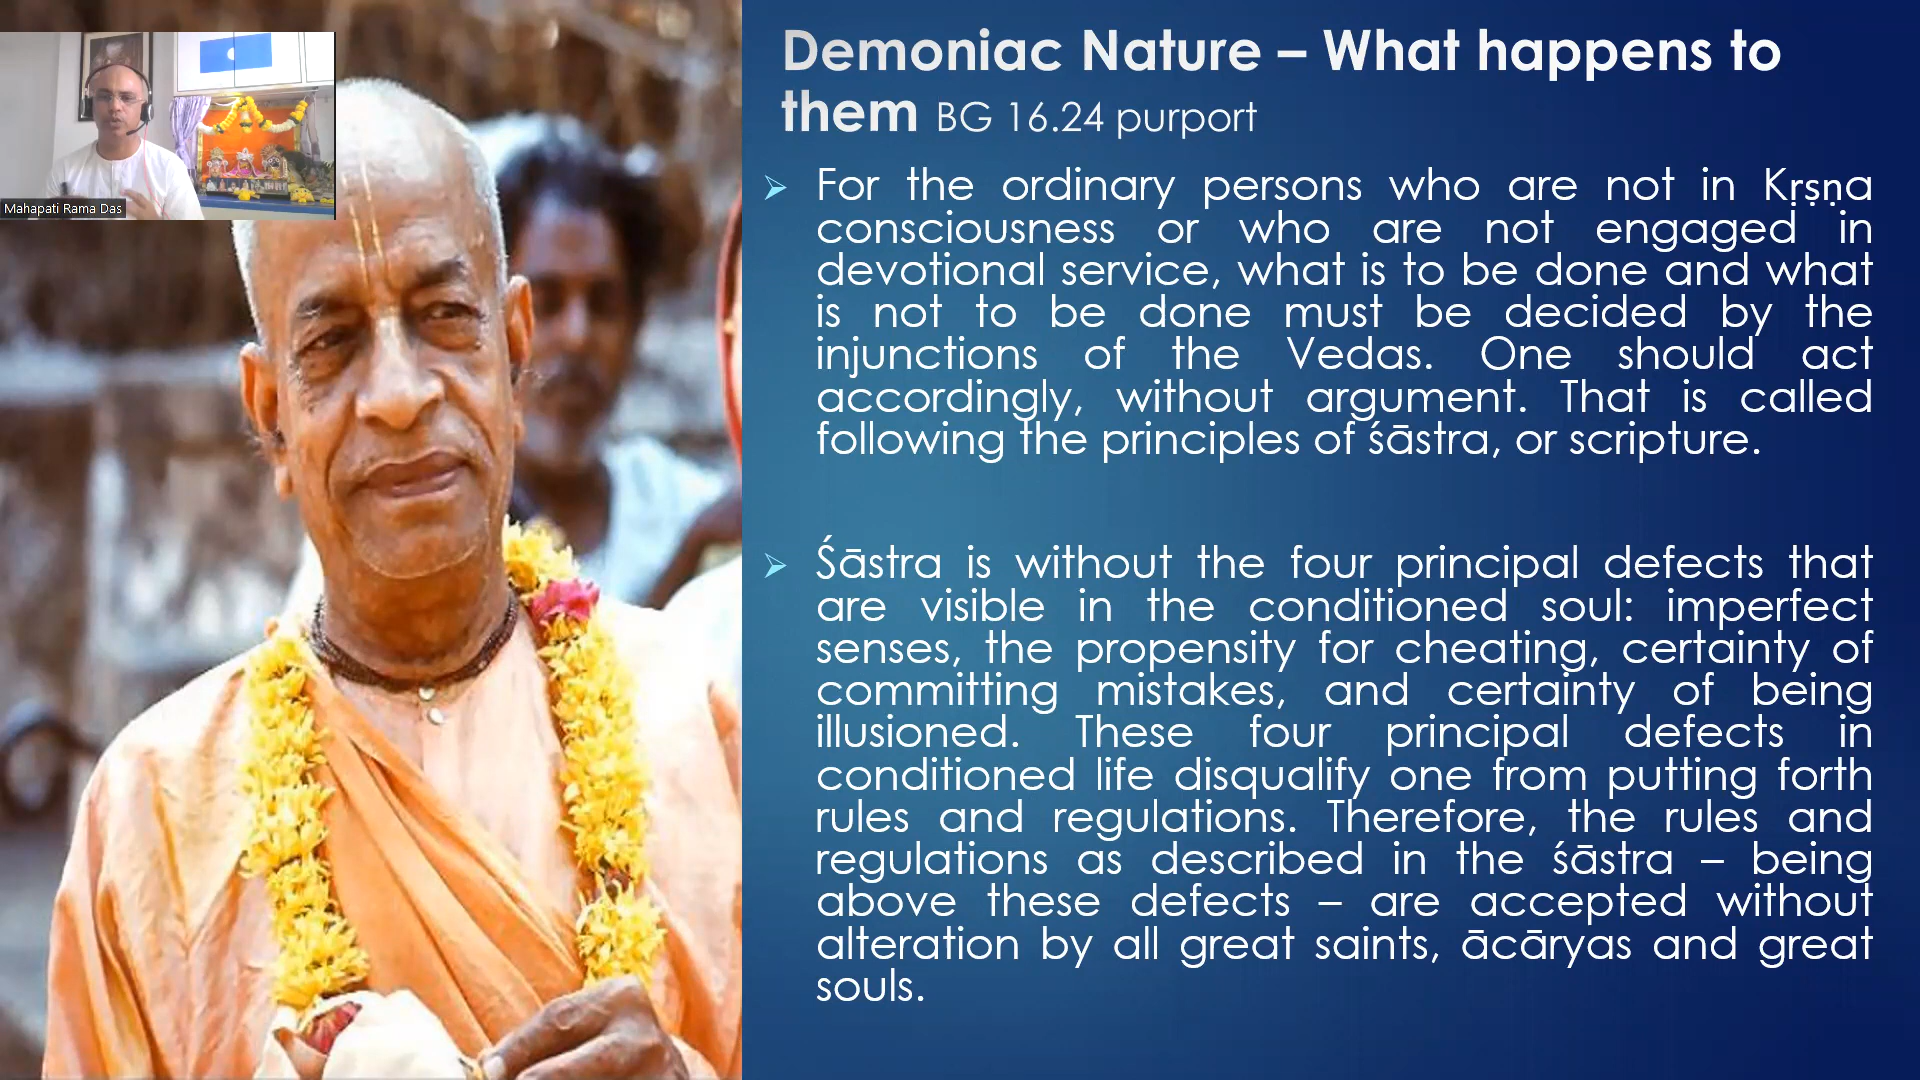 Demoniac Nature – What happens to
them BG 16.24 purport
Mahapati Rama Das
➢ For the ordinary persons who are not in Kṛṣṇa
consciousness or who are not engaged in
devotional service, what is to be done and what
is not to be done must be decided by the
injunctions of the Vedas. One should act
accordingly, without argument. That is called
following the principles of śāstra, or scripture.
➢ Śāstra is without the four principal defects that
are visible in the conditioned soul: imperfect
senses, the propensity for cheating, certainty of
committing mistakes, and certainty of being
illusioned. These four principal defects in
conditioned life disqualify one from putting forth
rules and regulations. Therefore, the rules and
regulations as described in the śāstra – being
above these defects – are accepted without
alteration by all great saints, ācāryas and great
souls.